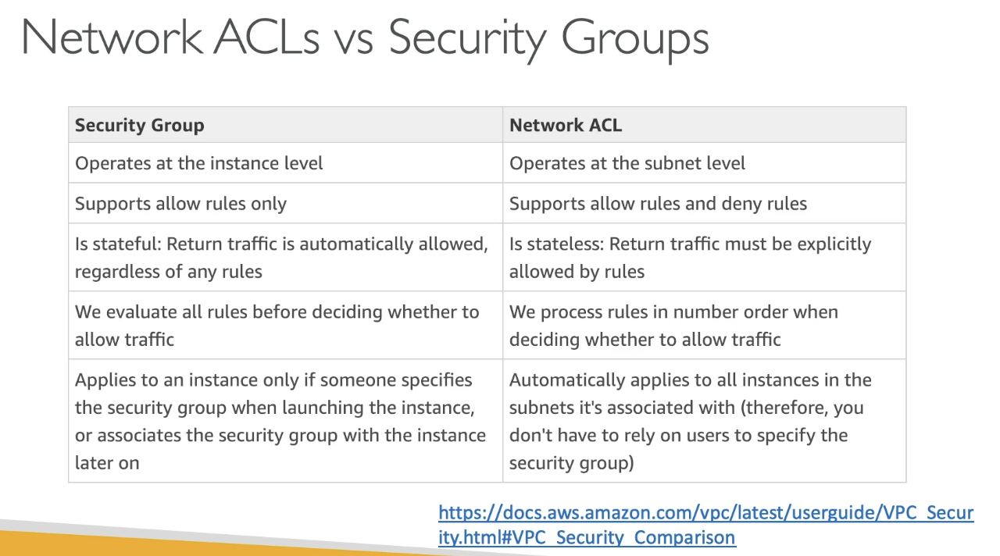 Network ACLs vs Security Groups
Security Group
Network ACL
Operates at the instance level
Operates at the subnet level
Supports allow rules only
Supports allow rules and deny rules
Is stateful: Return traffic is automatically allowed,
regardless of any rules
Is stateless: Return traffic must be explicitly
allowed by rules
We evaluate all rules before deciding whether to
allow traffic
We process rules in number order when
deciding whether to allow traffic
Applies to an instance only if someone specifies
the security group when launching the instance,
or associates the security group with the instance
later on
Automatically applies to all instances in the
subnets it's associated with (therefore, you
don't have to rely on users to specify the
security group)
https://docs.aws.amazon.com/vpc/latest/userguide/VPC_Secur
ity.html#VPC_Security_Comparison